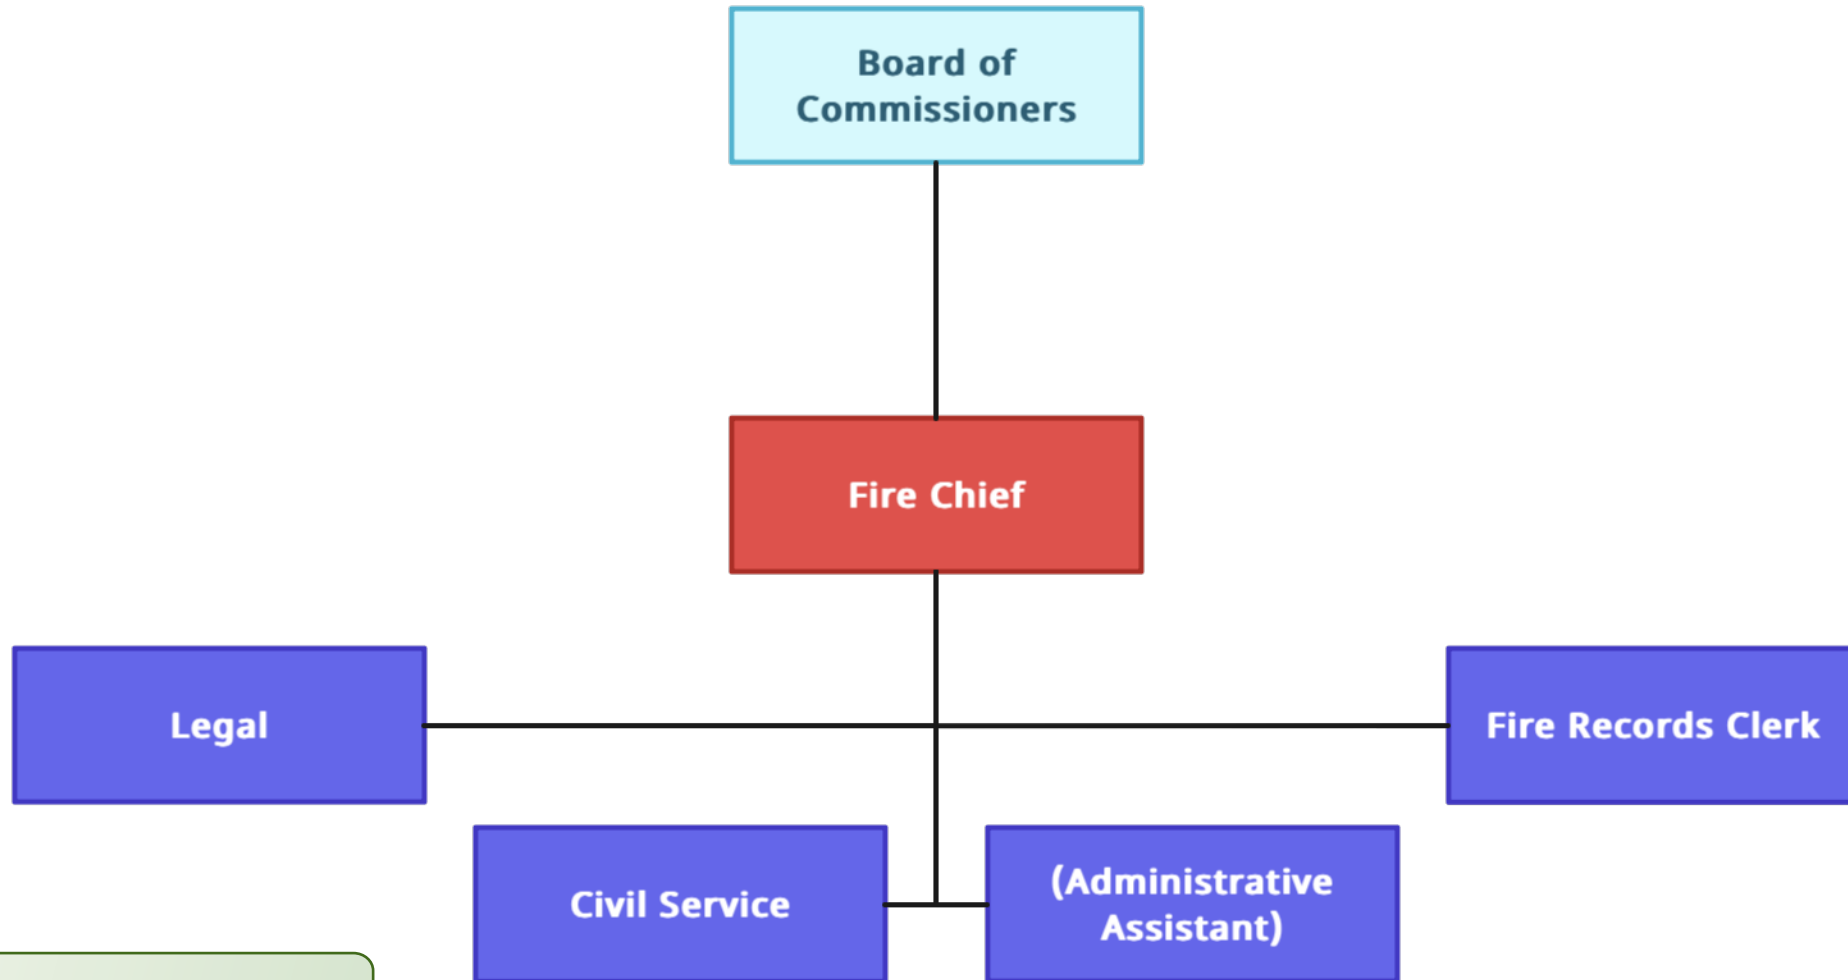 Board of
Commissioners
Fire Chief
Legal
Fire Records Clerk
Civil Service
(Administrative
Assistant)